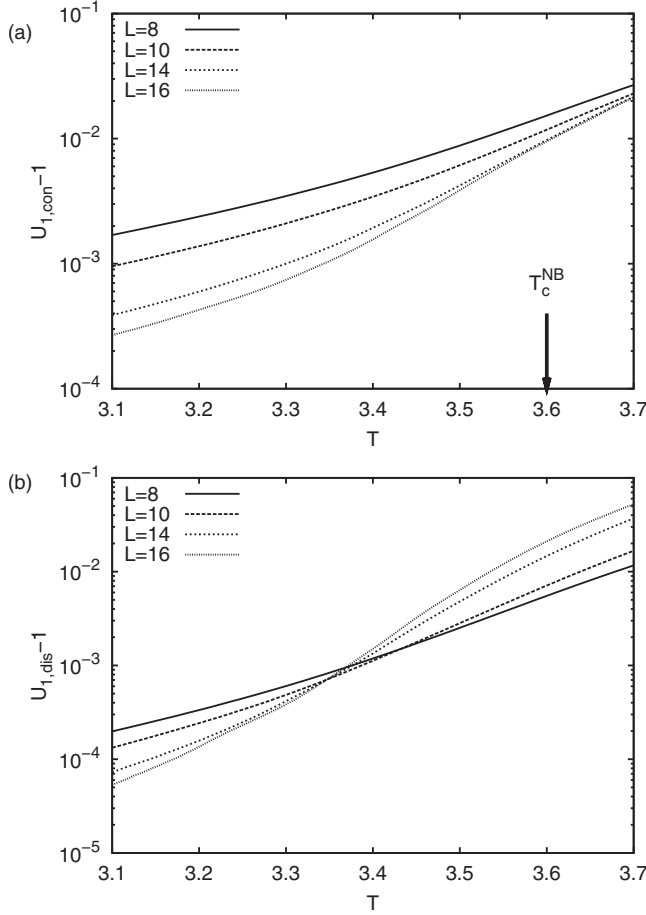 (a)
10⁻¹
10⁻²
10⁻³
10⁻⁴
U₁,con−1
L=8
L=10
L=14
L=16
T_c^NB
3.1 3.2 3.3 3.4 3.5 3.6 3.7
T
(b)
10⁻¹
10⁻²
10⁻³
10⁻⁴
10⁻⁵
U₁,dis−1
L=8
L=10
L=14
L=16
3.1 3.2 3.3 3.4 3.5 3.6 3.7
T